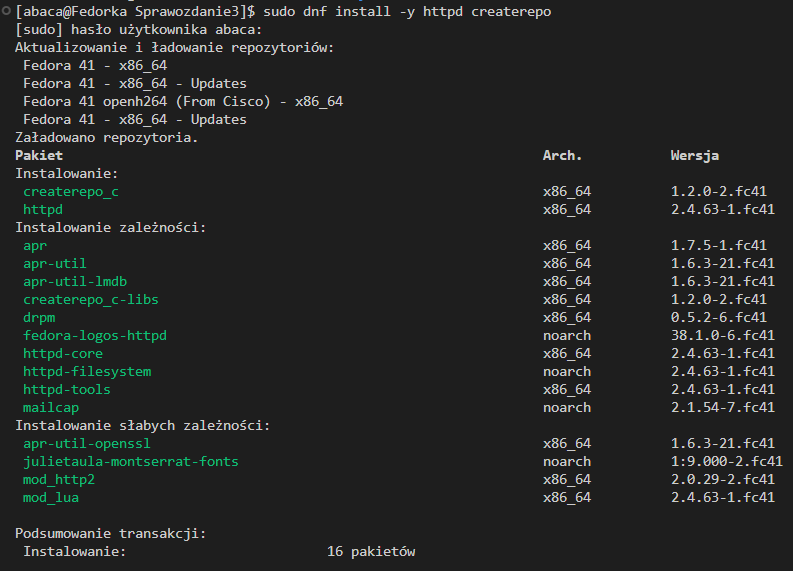 [abaca@Fedorka Sprawozdanie3]$ sudo dnf install -y httpd createrepo
[sudo] hasło użytkownika abaca:
Aktualizowanie i ładowanie repozytoriów:
Fedora 41 - x86_64
Fedora 41 - x86_64 - Updates
Fedora 41 openh264 (From Cisco) - x86_64
Fedora 41 - x86_64 - Updates
Załadowano repozytoria.
Pakiet Arch. Wersja
Instalowanie:
createrepo_c x86_64 1.2.0-2.fc41
httpd x86_64 2.4.63-1.fc41
Instalowanie zależności:
apr x86_64 1.7.5-1.fc41
apr-util x86_64 1.6.3-21.fc41
apr-util-lmdb x86_64 1.6.3-21.fc41
createrepo_c-libs x86_64 1.2.0-2.fc41
drpm x86_64 0.5.2-6.fc41
fedora-logos-httpd noarch 38.1.0-6.fc41
httpd-core x86_64 2.4.63-1.fc41
httpd-filesystem noarch 2.4.63-1.fc41
httpd-tools x86_64 2.4.63-1.fc41
mailcap noarch 2.1.54-7.fc41
Instalowanie słabych zależności:
apr-util-openssl x86_64 1.6.3-21.fc41
julietaula-montserrat-fonts noarch 1:9.000-2.fc41
mod_http2 x86_64 2.0.29-2.fc41
mod_lua x86_64 2.4.63-1.fc41
Podsumowanie transakcji:
Instalowanie: 16 pakietów